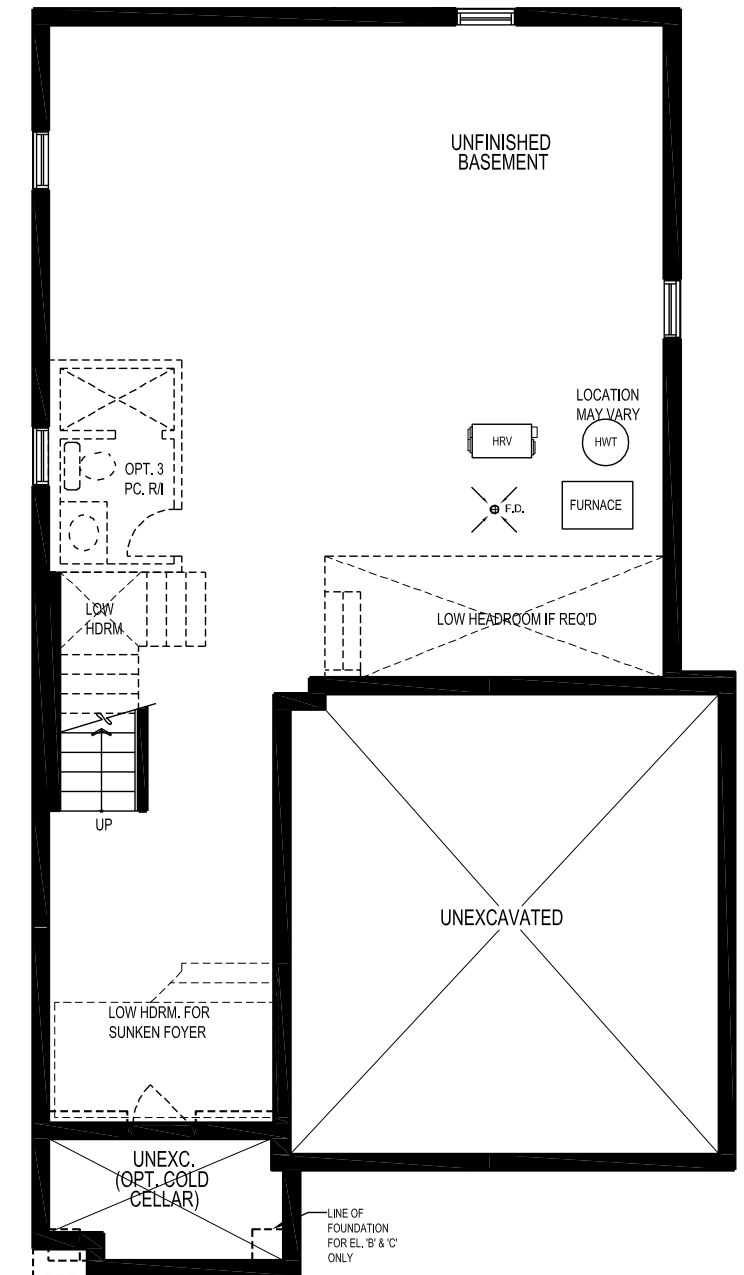 UNFINISHED
BASEMENT
LOCATION
MAY VARY
HRV
HWT
OPT. 3
PC. R/I
F.D.
FURNACE
LOW
HDRM
LOW HEADROOM IF REQ'D
UP
UNEXCAVATED
LOW HDRM. FOR
SUNKEN FOYER
UNEXC.
(OPT. COLD
CELLAR)
LINE OF
FOUNDATION
FOR EL. 'B' & 'C'
ONLY